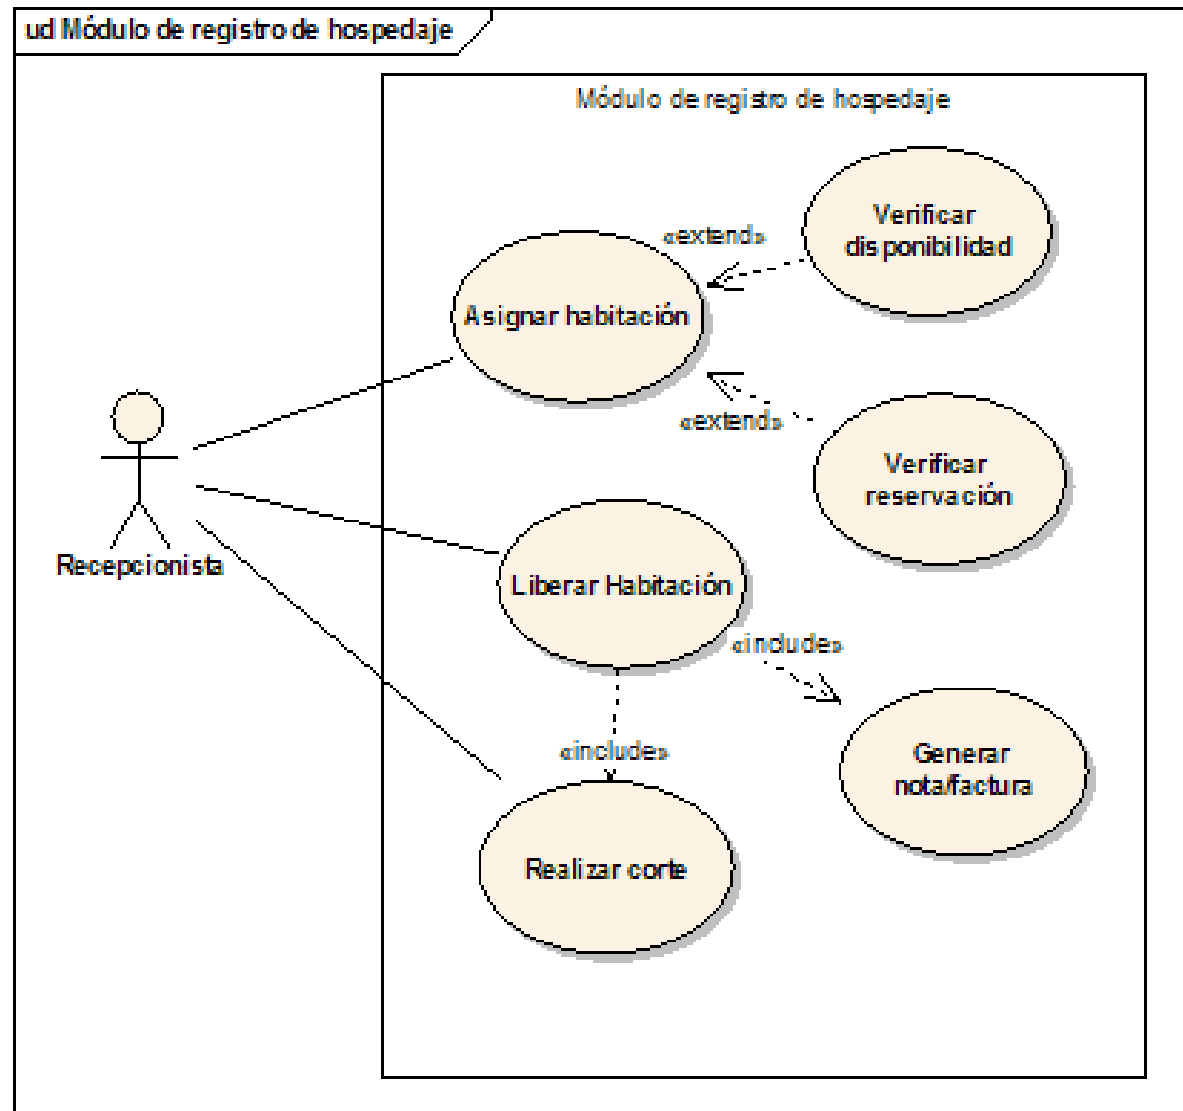 ud Módulo de registro de hospedaje
Módulo de registro de hospedaje
Verificar
disponibilidad
«extend»
Asignar habitación
«extend»
Verificar
reservación
Recepcionista
Liberar Habitación
«include»
«include»
Generar
nota/factura
Realizar corte